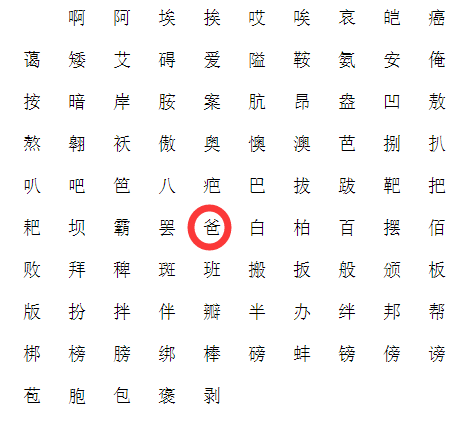 啊 阿 埃 挨 哎 唉 哀 皑 癌
蔼 矮 艾 碍 爱 隘 鞍 氨 安 俺
按 暗 岸 胺 案 肮 昂 盎 凹 敖
熬 翱 袄 傲 奥 懊 澳 芭 捌 扒
叭 吧 笆 八 疤 巴 拔 跋 靶 把
耙 坝 霸 罢 爸 白 柏 百 摆 佰
败 拜 稗 斑 班 搬 扳 般 颁 板
版 扮 拌 伴 瓣 半 办 绊 邦 帮
梆 榜 膀 绑 棒 磅 蚌 镑 傍 谤
苞 胞 包 褒 剥